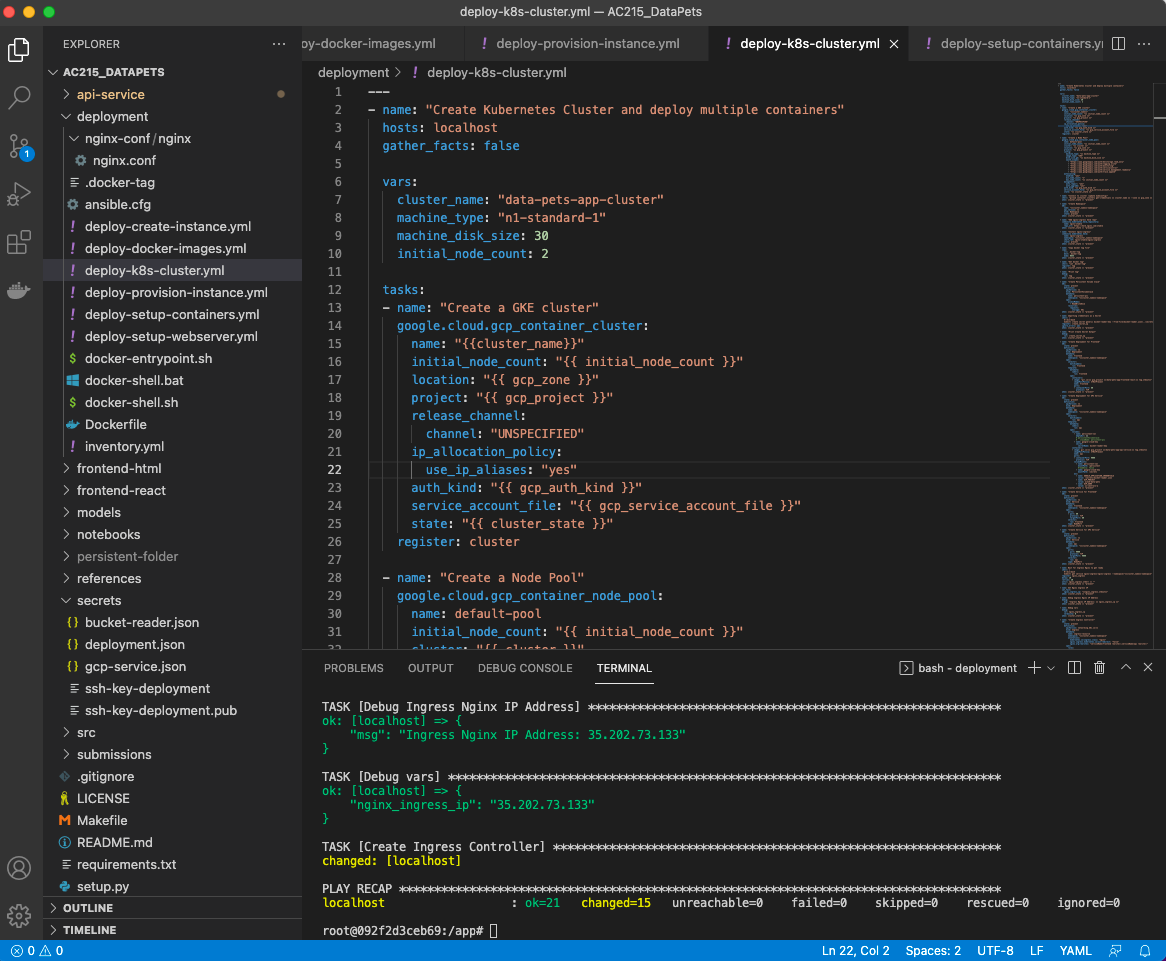 deploy-k8s-cluster.yml — AC215_DataPets
EXPLORER
AC215_DATAPETS
api-service
deployment
nginx-conf / nginx
nginx.conf
.docker-tag
ansible.cfg
deploy-create-instance.yml
deploy-docker-images.yml
deploy-k8s-cluster.yml
deploy-provision-instance.yml
deploy-setup-containers.yml
deploy-setup-webserver.yml
docker-entrypoint.sh
docker-shell.bat
docker-shell.sh
Dockerfile
inventory.yml
frontend-html
frontend-react
models
notebooks
persistent-folder
references
secrets
bucket-reader.json
deployment.json
gcp-service.json
ssh-key-deployment
ssh-key-deployment.pub
src
submissions
.gitignore
LICENSE
Makefile
README.md
requirements.txt
setup.py
OUTLINE
TIMELINE
1
oy-docker-images.yml ! deploy-provision-instance.yml ! deploy-k8s-cluster.yml ! deploy-setup-containers.y
deployment > ! deploy-k8s-cluster.yml
1 ---
2 - name: "Create Kubernetes Cluster and deploy multiple containers"
3 hosts: localhost
4 gather_facts: false
5
6 vars:
7 cluster_name: "data-pets-app-cluster"
8 machine_type: "n1-standard-1"
9 machine_disk_size: 30
10 initial_node_count: 2
11
12 tasks:
13 - name: "Create a GKE cluster"
14 google.cloud.gcp_container_cluster:
15 name: "{{cluster_name}}"
16 initial_node_count: "{{ initial_node_count }}"
17 location: "{{ gcp_zone }}"
18 project: "{{ gcp_project }}"
19 release_channel:
20 channel: "UNSPECIFIED"
21 ip_allocation_policy:
22 use_ip_aliases: "yes"
23 auth_kind: "{{ gcp_auth_kind }}"
24 service_account_file: "{{ gcp_service_account_file }}"
25 state: "{{ cluster_state }}"
26 register: cluster
27
28 - name: "Create a Node Pool"
29 google.cloud.gcp_container_node_pool:
30 name: default-pool
31 initial_node_count: "{{ initial_node_count }}"
cluster: "{{ cluster }}"
PROBLEMS OUTPUT DEBUG CONSOLE TERMINAL bash - deployment
TASK [Debug Ingress Nginx IP Address] *****************************************************
ok: [localhost] => {
"msg": "Ingress Nginx IP Address: 35.202.73.133"
}
TASK [Debug vars] ***********************************************************************
ok: [localhost] => {
"nginx_ingress_ip": "35.202.73.133"
}
TASK [Create Ingress Controller] **********************************************************
changed: [localhost]
PLAY RECAP ******************************************************************************
localhost : ok=21 changed=15 unreachable=0 failed=0 skipped=0 rescued=0 ignored=0
root@092f2d3ceb69:/app#
0 0 Ln 22, Col 2 Spaces: 2 UTF-8 LF YAML